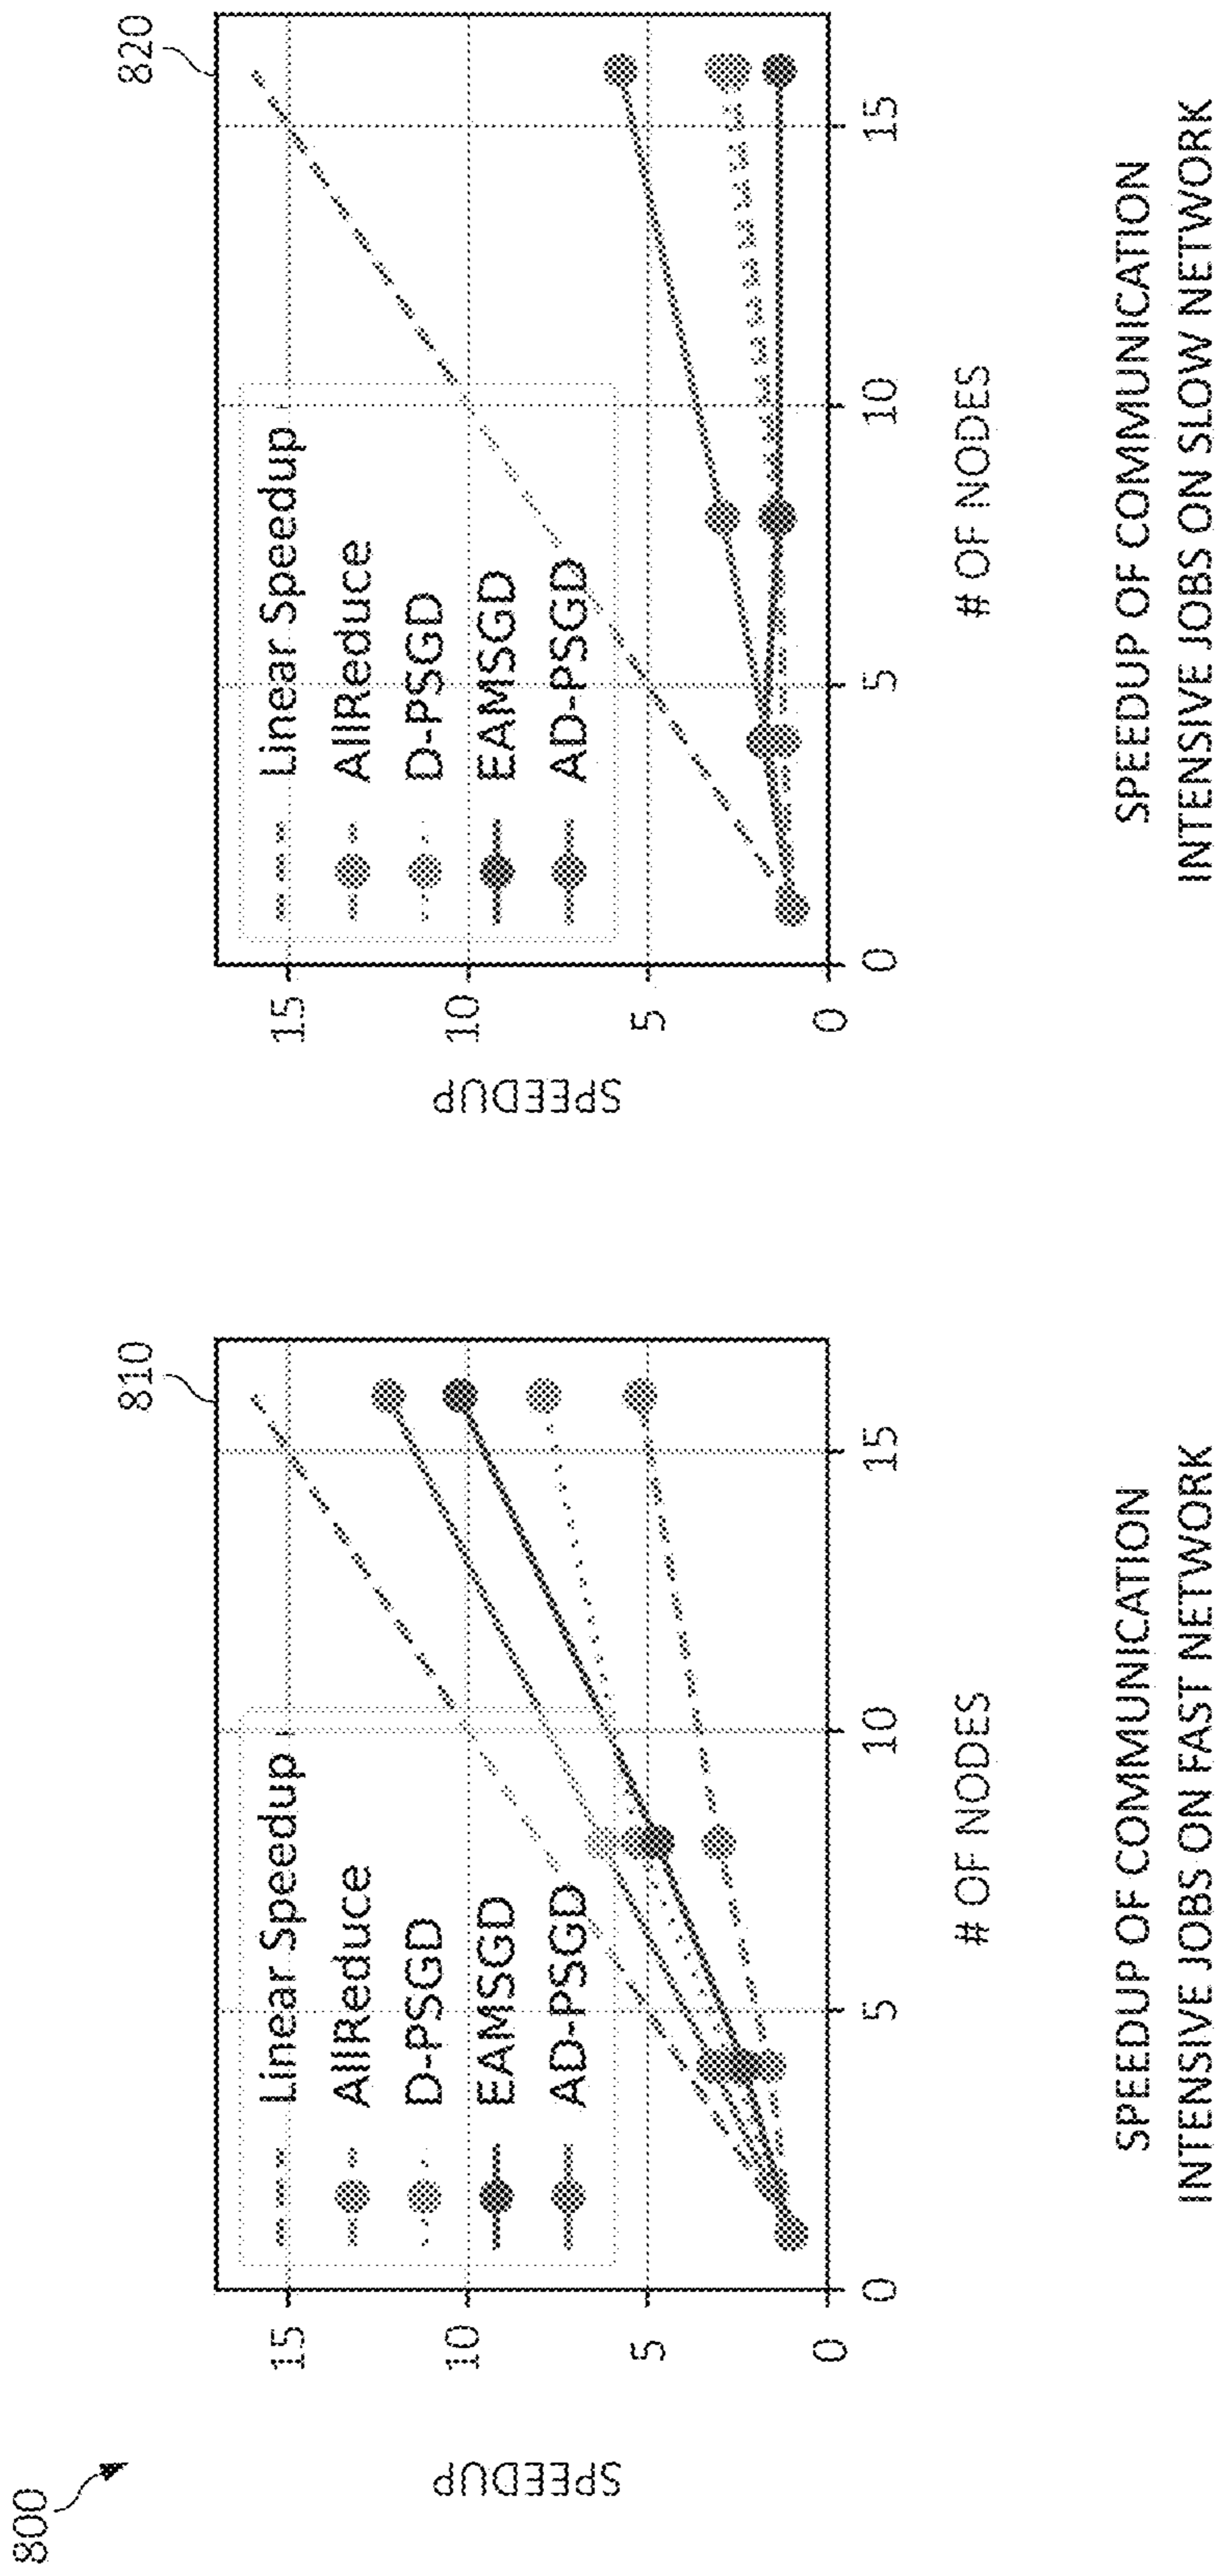 800
810
SPEEDUP
15
10
5
0
Linear Speedup
AllReduce
D-PSGD
EAMSGD
AD-PSGD
0
5
10
15
# OF NODES
SPEEDUP OF COMMUNICATION
INTENSIVE JOBS ON FAST NETWORK
820
SPEEDUP
15
10
5
0
Linear Speedup
AllReduce
D-PSGD
EAMSGD
AD-PSGD
0
5
10
15
# OF NODES
SPEEDUP OF COMMUNICATION
INTENSIVE JOBS ON SLOW NETWORK